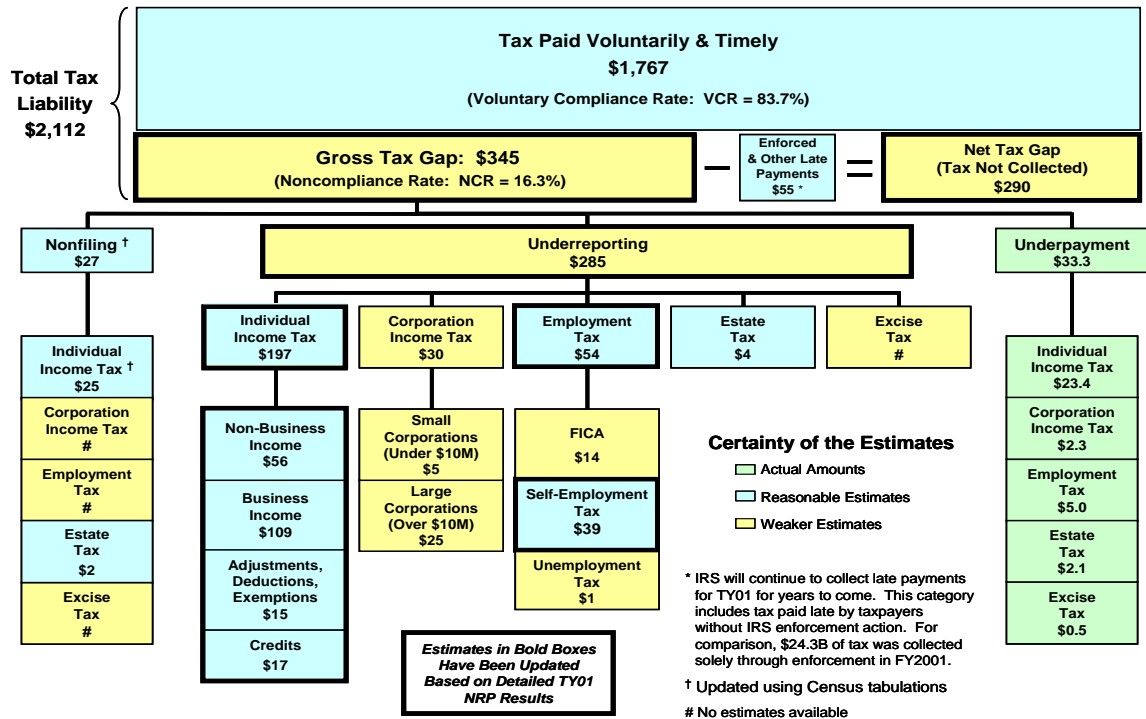 Tax Paid Voluntarily & Timely
$1,767
(Voluntary Compliance Rate: VCR = 83.7%)
Total Tax
Liability
$2,112
Gross Tax Gap: $345
(Noncompliance Rate: NCR = 16.3%)
Enforced
& Other Late
Payments
$55 *
Net Tax Gap
(Tax Not Collected)
$290
Nonfiling †
$27
Underreporting
$285
Underpayment
$33.3
Individual
Income Tax †
$25
Corporation
Income Tax
#
Employment
Tax
#
Estate
Tax
$2
Excise
Tax
#
Individual
Income Tax
$197
Corporation
Income Tax
$30
Employment
Tax
$54
Estate
Tax
$4
Excise
Tax
#
Non-Business
Income
$56
Business
Income
$109
Adjustments,
Deductions,
Exemptions
$15
Credits
$17
Small
Corporations
(Under $10M)
$5
Large
Corporations
(Over $10M)
$25
FICA
$14
Self-Employment
Tax
$39
Unemployment
Tax
$1
Individual
Income Tax
$23.4
Corporation
Income Tax
$2.3
Employment
Tax
$5.0
Estate
Tax
$2.1
Excise
Tax
$0.5
Certainty of the Estimates
Actual Amounts
Reasonable Estimates
Weaker Estimates
Estimates in Bold Boxes
Have Been Updated
Based on Detailed TY01
NRP Results
* IRS will continue to collect late payments
for TY01 for years to come. This category
includes tax paid late by taxpayers
without IRS enforcement action. For
comparison, $24.3B of tax was collected
solely through enforcement in FY2001.
† Updated using Census tabulations
# No estimates available